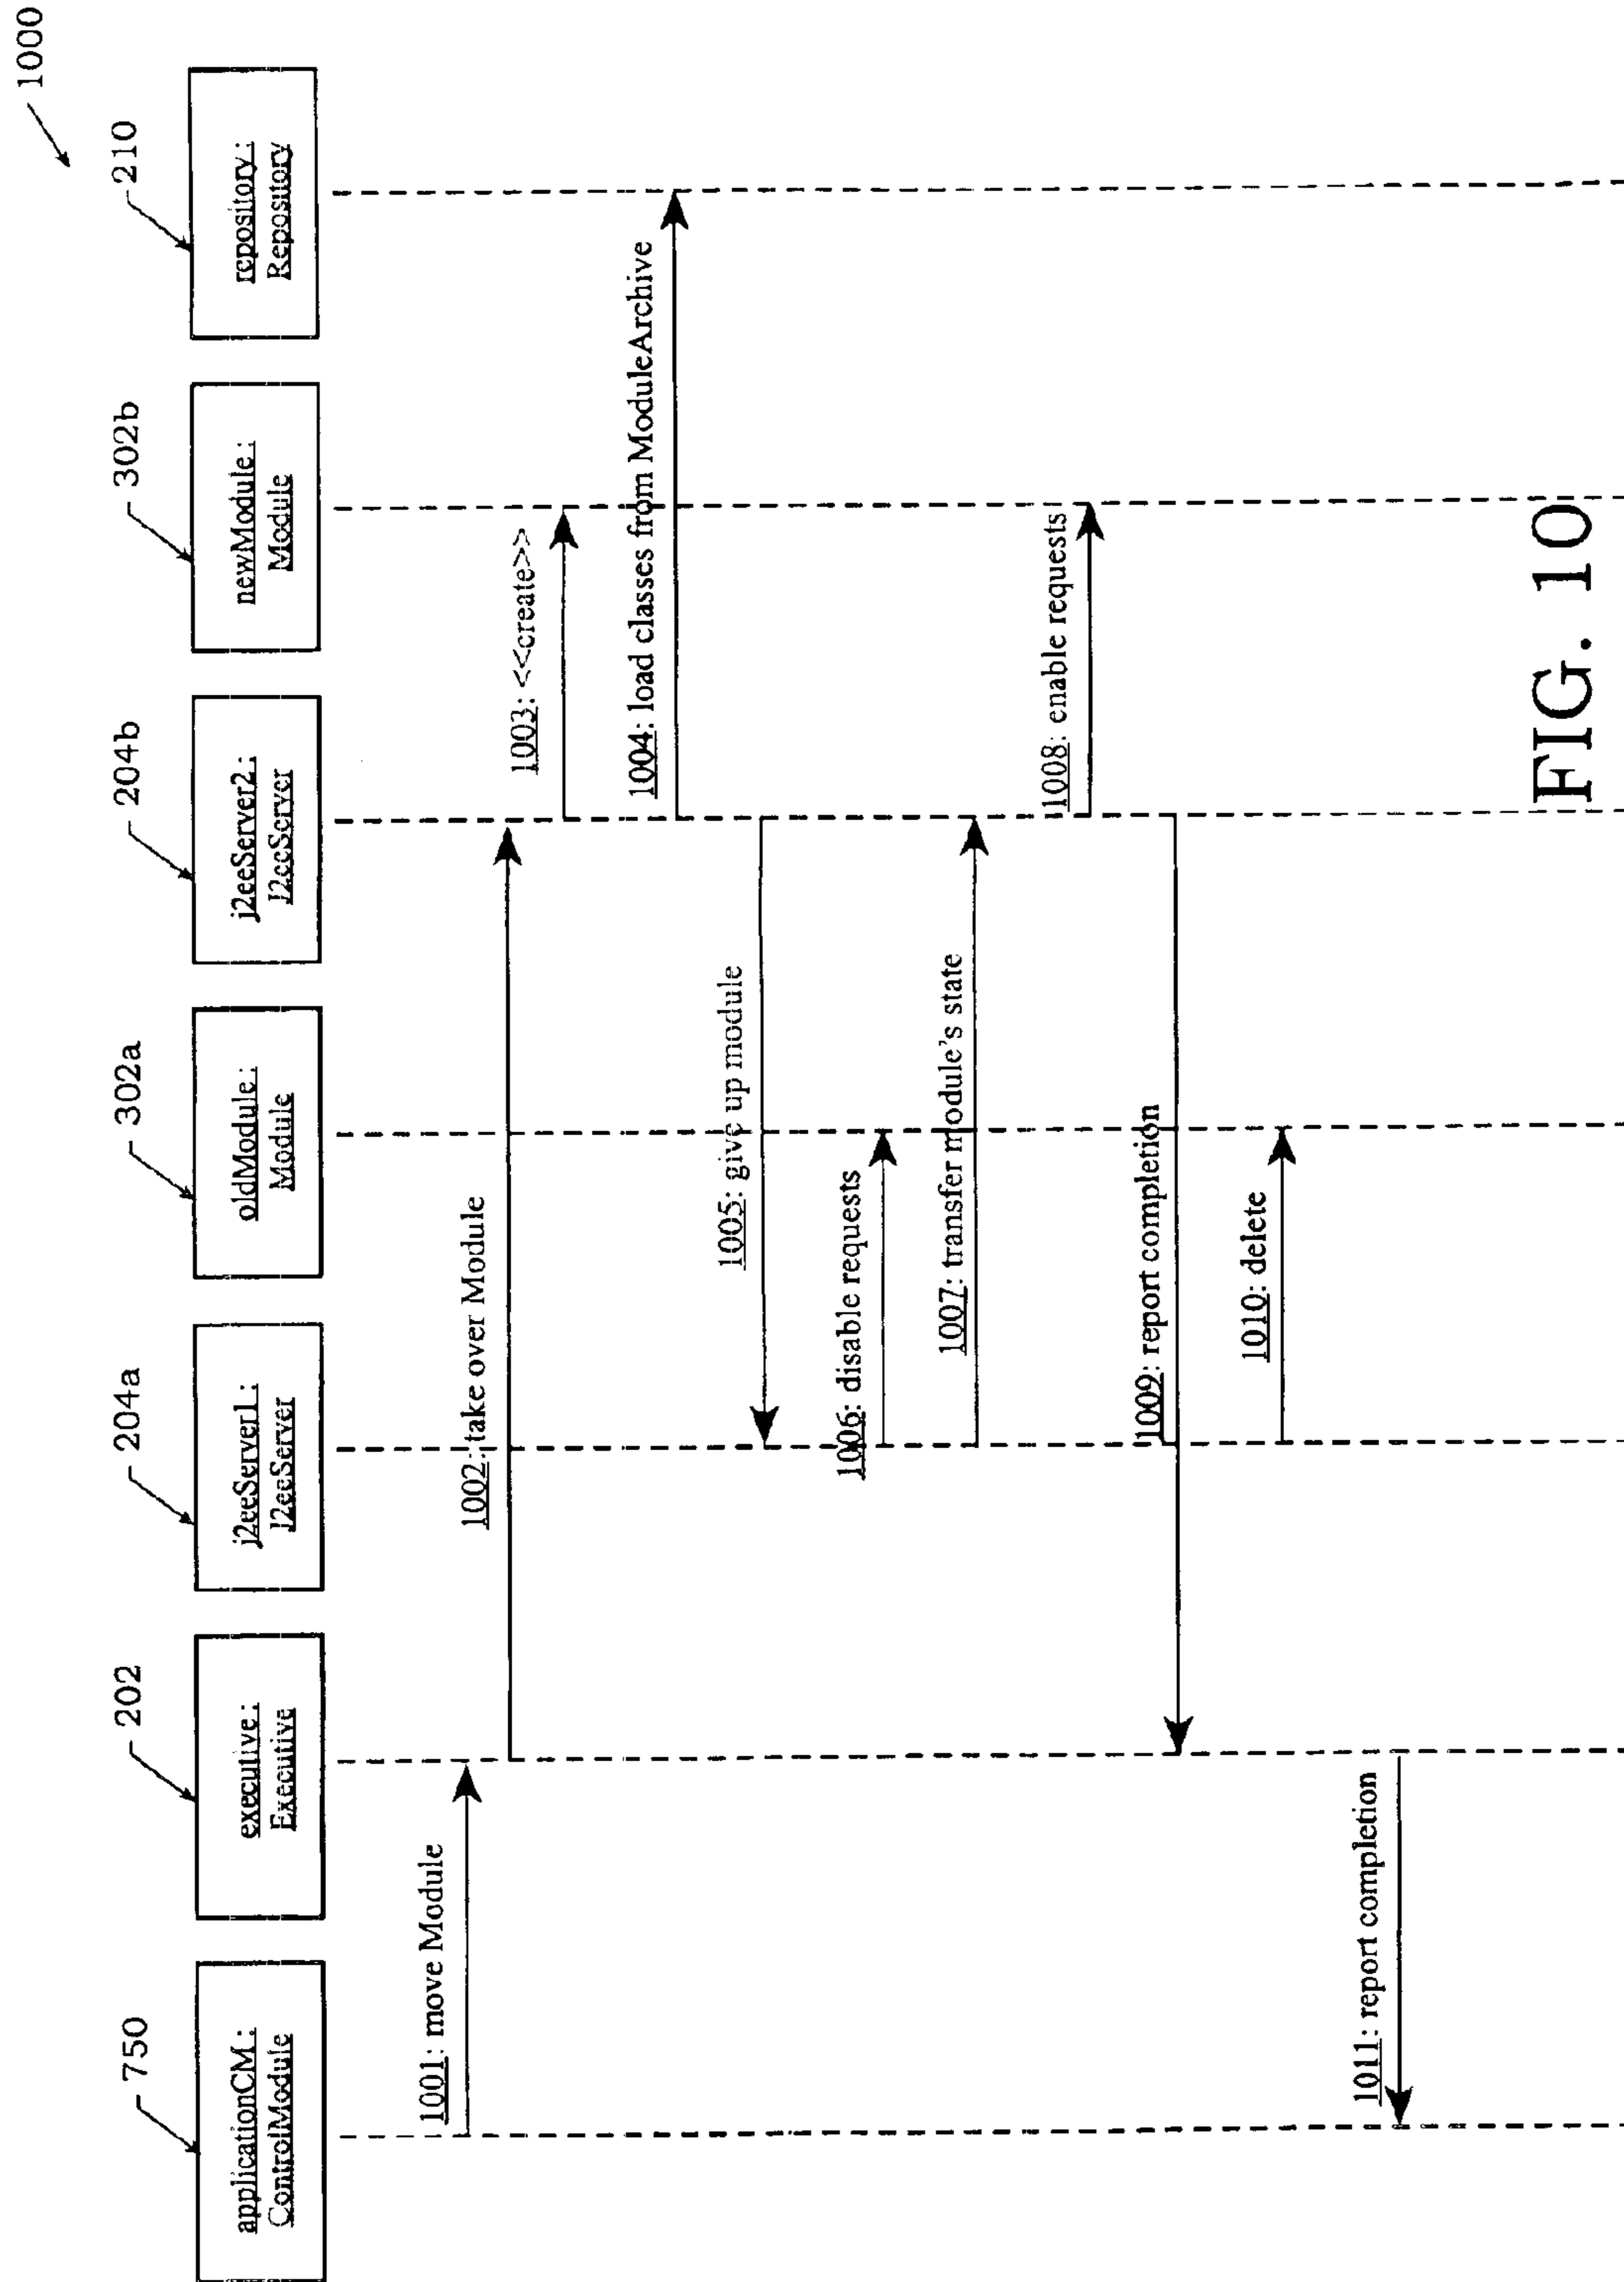 1000
750
202
204a
302a
204b
302b
210
applicationCM :
ControlModule
executive :
Executive
j2eeServer1 :
J2eeServer
oldModule :
Module
j2eeServer2 :
J2eeServer
newModule :
Module
repository :
Repository
1001: move Module
1002: take over Module
1003: <<create>>
1004: load classes from ModuleArchive
1005: give up module
1006: disable requests
1007: transfer module's state
1008: enable requests
1009: report completion
1010: delete
1011: report completion
FIG. 10